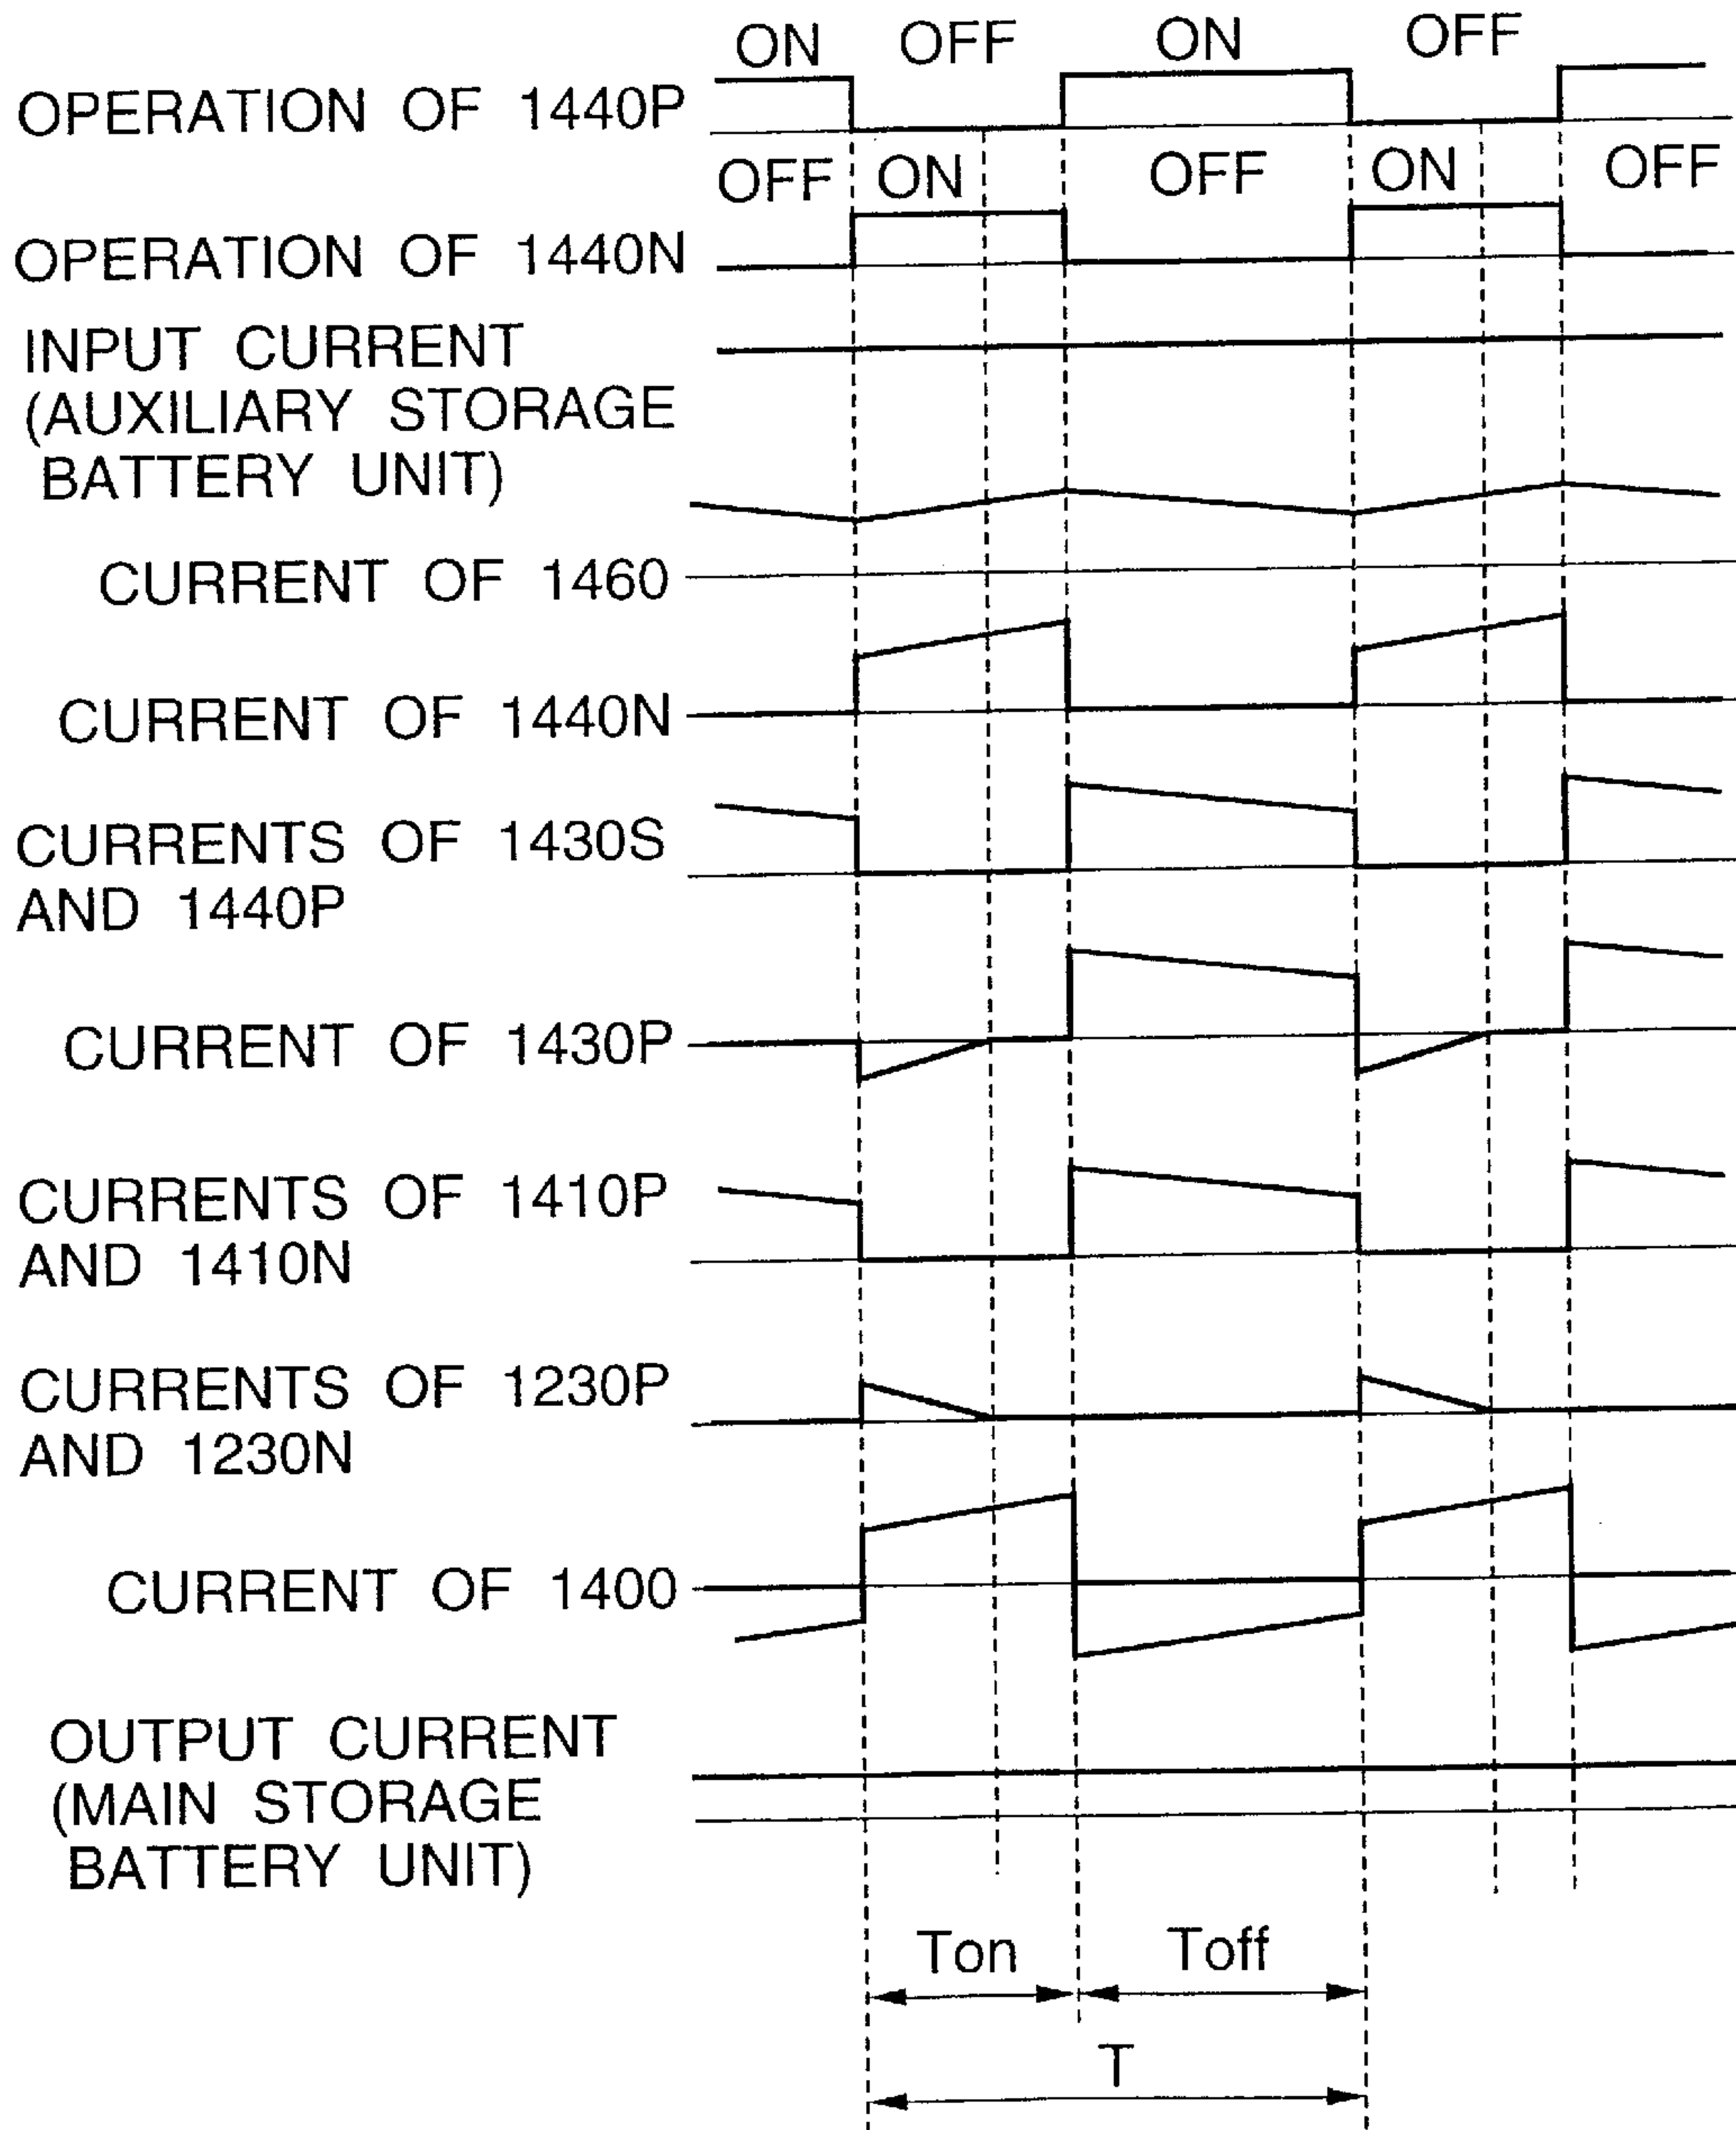 ON OFF ON OFF
OPERATION OF 1440P
OFF ON OFF ON OFF
OPERATION OF 1440N
INPUT CURRENT
(AUXILIARY STORAGE
BATTERY UNIT)
CURRENT OF 1460
CURRENT OF 1440N
CURRENTS OF 1430S
AND 1440P
CURRENT OF 1430P
CURRENTS OF 1410P
AND 1410N
CURRENTS OF 1230P
AND 1230N
CURRENT OF 1400
OUTPUT CURRENT
(MAIN STORAGE
BATTERY UNIT)
Ton Toff
T